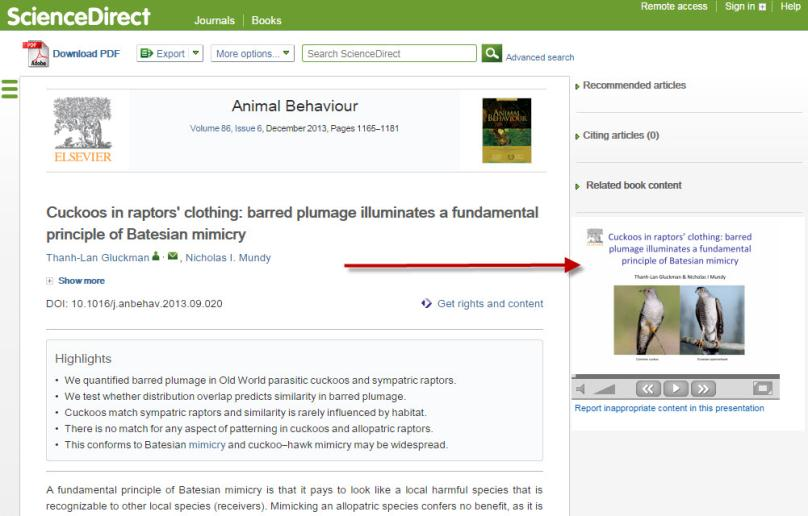 Remote access Sign in Help
ScienceDirect Journals Books
PDF Adobe Download PDF Export More options... Search ScienceDirect Advanced search
ELSEVIER
Animal Behaviour
Volume 86, Issue 6, December 2013, Pages 1165–1181
ANIMAL
BEHAVIOUR
Cuckoos in raptors' clothing: barred plumage illuminates a fundamental
principle of Batesian mimicry
Thanh-Lan Gluckman , Nicholas I. Mundy
Show more
DOI: 10.1016/j.anbehav.2013.09.020 Get rights and content
Highlights
• We quantified barred plumage in Old World parasitic cuckoos and sympatric raptors.
• We test whether distribution overlap predicts similarity in barred plumage.
• Cuckoos match sympatric raptors and similarity is rarely influenced by habitat.
• There is no match for any aspect of patterning in cuckoos and allopatric raptors.
• This conforms to Batesian mimicry and cuckoo–hawk mimicry may be widespread.
A fundamental principle of Batesian mimicry is that it pays to look like a local harmful species that is
recognizable to other local species (receivers). Mimicking an allopatric species confers no benefit, as it is
Recommended articles
Citing articles (0)
Related book content
Cuckoos in raptors' clothing: barred
plumage illuminates a fundamental
principle of Batesian mimicry
Thanh-Lan Gluckman & Nicholas I Mundy
Common cuckoo Eurasian sparrowhawk
Report inappropriate content in this presentation